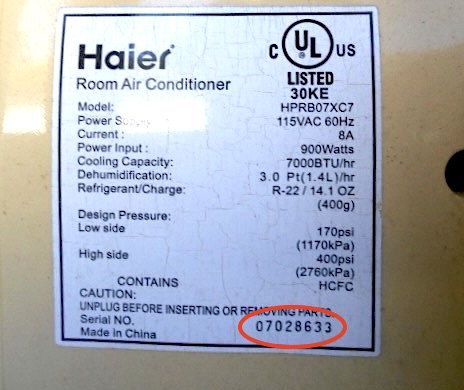 Haier
C UL US
LISTED
30KE
Room Air Conditioner
Model: HPRB07XC7
Power Supply 115VAC 60Hz
Current : 8A
Power Input : 900Watts
Cooling Capacity: 7000BTU/hr
Dehumidification: 3.0 Pt(1.4L)/hr
Refrigerant/Charge: R-22 / 14.1 OZ
(400g)
Design Pressure:
Low side 170psi
(1170kPa)
High side 400psi
(2760kPa)
CONTAINS HCFC
CAUTION:
UNPLUG BEFORE INSERTING OR REMOVING PARTS.
Serial NO. 07028633
Made in China